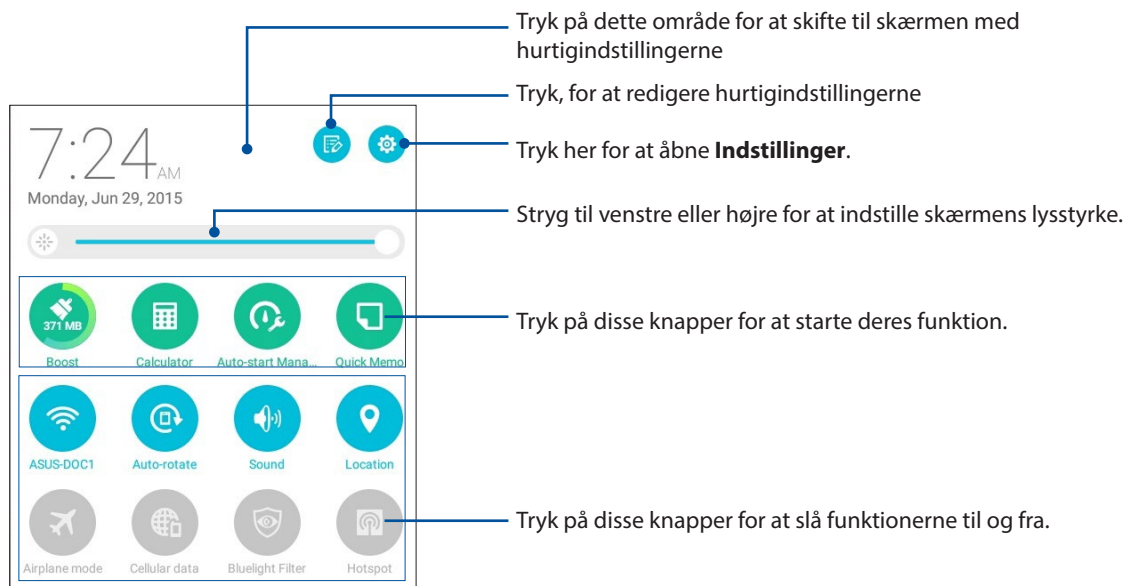 Tryk på dette område for at skifte til skærmen med
hurtigindstillingerne
Tryk, for at redigere hurtigindstillingerne
Tryk her for at åbne Indstillinger.
Stryg til venstre eller højre for at indstille skærmens lysstyrke.
Tryk på disse knapper for at starte deres funktion.
Tryk på disse knapper for at slå funktionerne til og fra.
7:24 AM
Monday, Jun 29, 2015
371 MB
Boost Calculator Auto-start Mana... Quick Memo
ASUS-DOC1 Auto-rotate Sound Location
Airplane mode Cellular data Bluelight Filter Hotspot